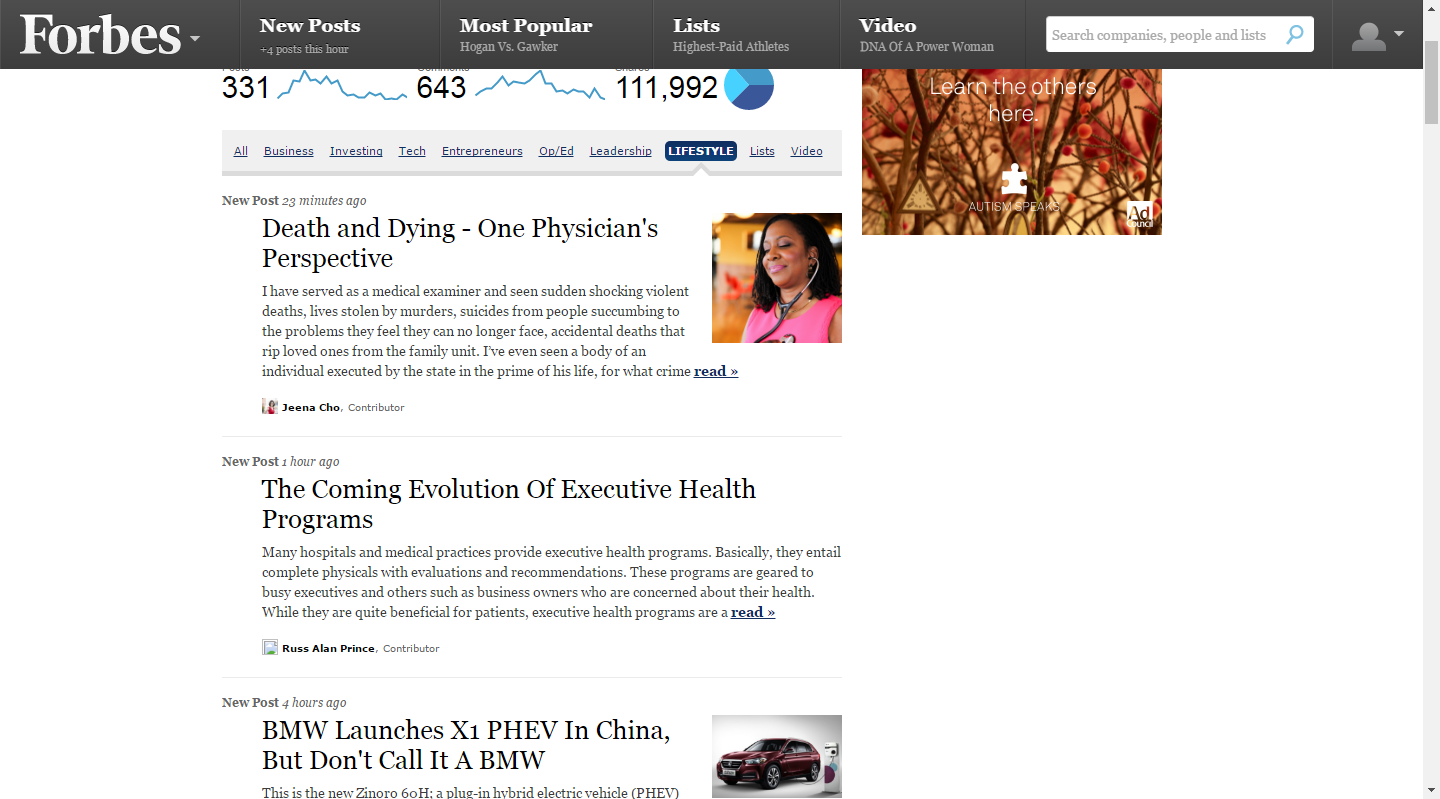 Forbes
New Posts
+4 posts this hour
Most Popular
Hogan Vs. Gawker
Lists
Highest-Paid Athletes
Video
DNA Of A Power Woman
Search companies, people and lists
331
643
111,992
Learn the others
here.
AUTISM SPEAKS
Ad
Council
All Business Investing Tech Entrepreneurs Op/Ed Leadership LIFESTYLE Lists Video
New Post 23 minutes ago
Death and Dying - One Physician's
Perspective
I have served as a medical examiner and seen sudden shocking violent
deaths, lives stolen by murders, suicides from people succumbing to
the problems they feel they can no longer face, accidental deaths that
rip loved ones from the family unit. I've even seen a body of an
individual executed by the state in the prime of his life, for what crime read »
Jeena Cho, Contributor
New Post 1 hour ago
The Coming Evolution Of Executive Health
Programs
Many hospitals and medical practices provide executive health programs. Basically, they entail
complete physicals with evaluations and recommendations. These programs are geared to
busy executives and others such as business owners who are concerned about their health.
While they are quite beneficial for patients, executive health programs are a read »
Russ Alan Prince, Contributor
New Post 4 hours ago
BMW Launches X1 PHEV In China,
But Don't Call It A BMW
This is the new Zinoro 60H; a plug-in hybrid electric vehicle (PHEV)